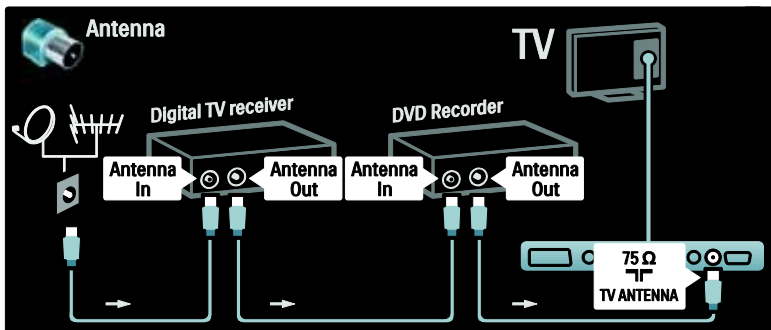 Antenna
TV
Digital TV receiver
DVD Recorder
Antenna
In
Antenna
Out
Antenna
In
Antenna
Out
75 Ω
TV ANTENNA